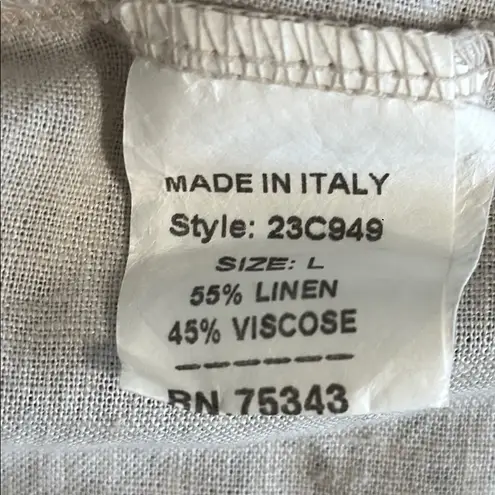 MADE IN ITALY
Style: 23C949
SIZE: L
55% LINEN
45% VISCOSE
-------
RN.75343